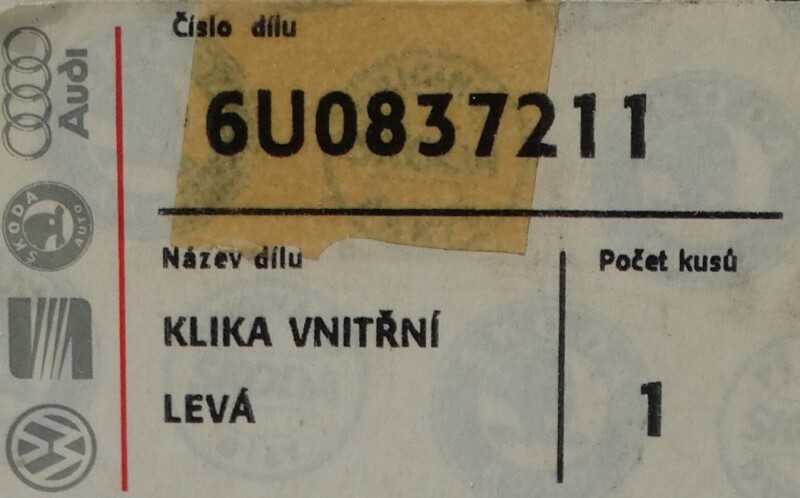 Číslo dílu
6U0837211
Název dílu
Počet kusů
KLIKA VNITŘNÍ
LEVÁ
1
Audi
ŠKODA
AUTO